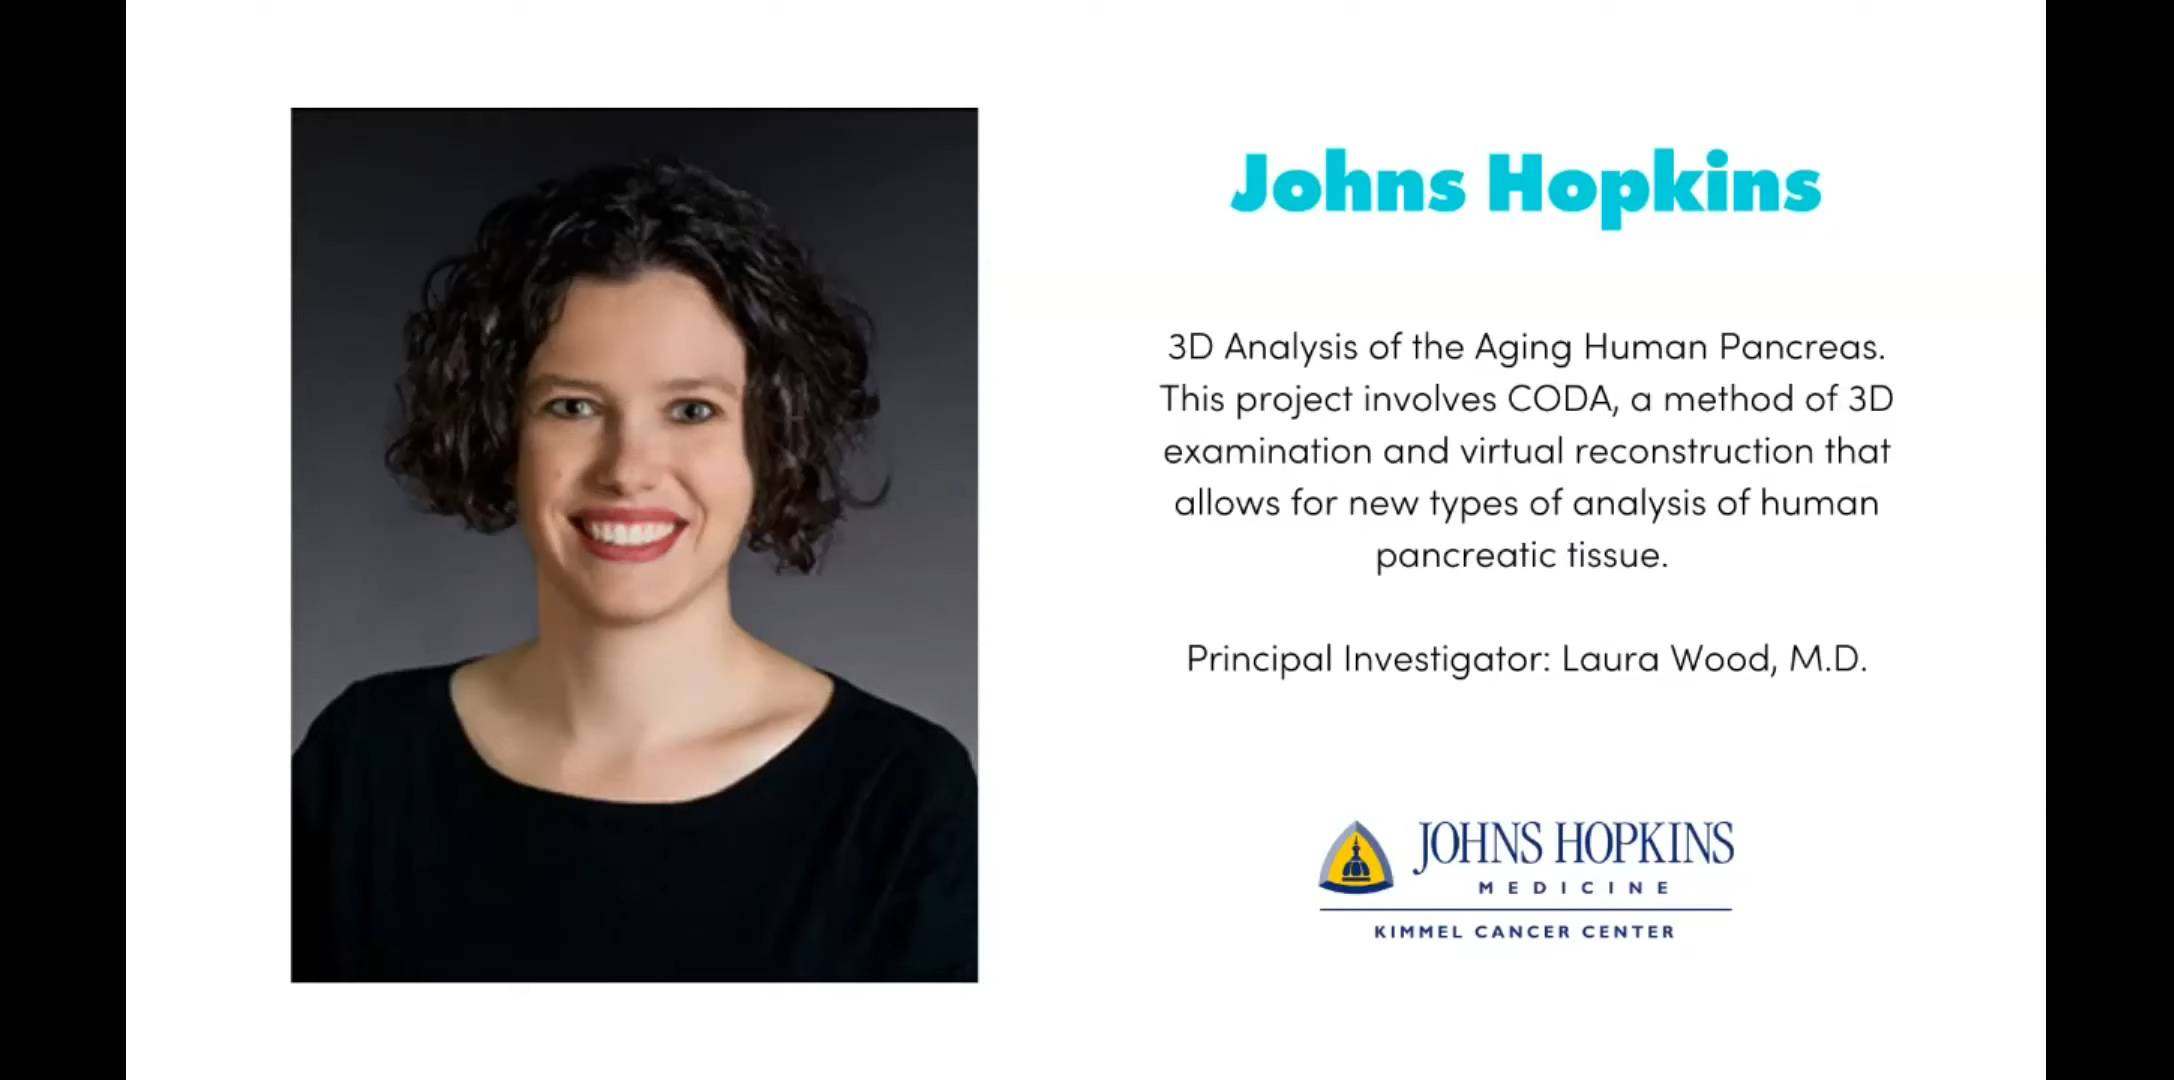 Johns Hopkins
3D Analysis of the Aging Human Pancreas.
This project involves CODA, a method of 3D
examination and virtual reconstruction that
allows for new types of analysis of human
pancreatic tissue.
Principal Investigator: Laura Wood, M.D.
JOHNS HOPKINS
MEDICINE
KIMMEL CANCER CENTER